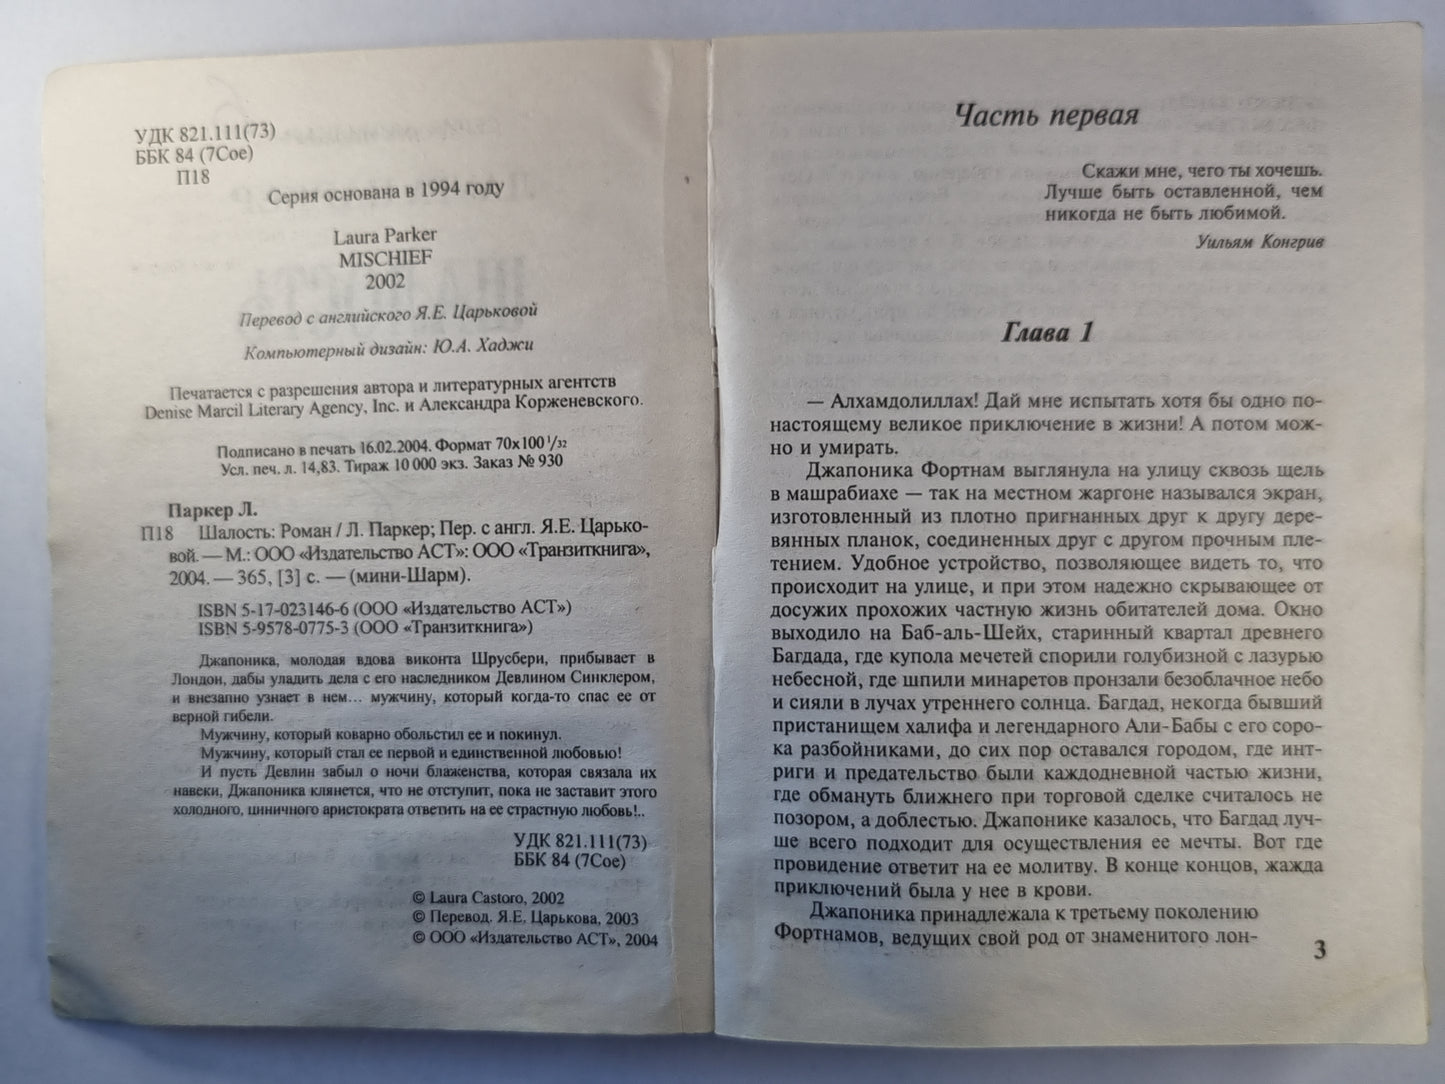 УДК 821.111(73)
ББК 84 (7Сое)
П18
Серия основана в 1994 году
Laura Parker
MISCHIEF
2002
Перевод с английского Я.Е. Царьковой
Компьютерный дизайн: Ю.А. Хаджи
Печатается с разрешения автора и литературных агентств
Denise Marcil Literary Agency, Inc. и Александра Корженевского.
Подписано в печать 16.02.2004. Формат 70х100 1/32
Усл. печ. л. 14,83. Тираж 10 000 экз. Заказ № 930
Паркер Л.
П18 Шалость: Роман / Л. Паркер; Пер. с англ. Я.Е. Царько-
вой. — М.: ООО «Издательство АСТ»: ООО «Транзиткнига»,
2004. — 365, [3] с. — (мини-Шарм).
ISBN 5-17-023146-6 (ООО «Издательство АСТ»)
ISBN 5-9578-0775-3 (ООО «Транзиткнига»)
Джапоника, молодая вдова виконта Шрусбери, прибывает в
Лондон, дабы уладить дела с его наследником Девлином Синклером,
и внезапно узнает в нем... мужчину, который когда-то спас ее от
верной гибели.
Мужчину, который коварно обольстил ее и покинул.
Мужчину, который стал ее первой и единственной любовью!
И пусть Девлин забыл о ночи блаженства, которая связала их
навеки, Джапоника клянется, что не отступит, пока не заставит этого
холодного, циничного аристократа ответить на ее страстную любовь!..
УДК 821.111(73)
ББК 84 (7Сое)
© Laura Castoro, 2002
© Перевод. Я.Е. Царькова, 2003
© ООО «Издательство АСТ», 2004
Часть первая
Скажи мне, чего ты хочешь.
Лучше быть оставленной, чем
никогда не быть любимой.
Уильям Конгрив
Глава 1
— Алхамдолиллах! Дай мне испытать хотя бы одно по-
настоящему великое приключение в жизни! А потом мож-
но и умирать.
Джапоника Фортнам выглянула на улицу сквозь щель
в машрабиахе — так на местном жаргоне назывался экран,
изготовленный из плотно пригнанных друг к другу дере-
вянных планок, соединенных друг с другом прочным пле-
тением. Удобное устройство, позволяющее видеть то, что
происходит на улице, и при этом надежно скрывающее от
досужих прохожих частную жизнь обитателей дома. Окно
выходило на Баб-аль-Шейх, старинный квартал древнего
Багдада, где купола мечетей спорили голубизной с лазурью
небесной, где шпили минаретов пронзали безоблачное небо
и сияли в лучах утреннего солнца. Багдад, некогда бывший
пристанищем халифа и легендарного Али-Бабы с его соро-
ка разбойниками, до сих пор оставался городом, где инт-
риги и предательство были каждодневной частью жизни,
где обмануть ближнего при торговой сделке считалось не
позором, а доблестью. Джапонике казалось, что Багдад луч-
ше всего подходит для осуществления ее мечты. Вот где
провидение ответит на ее молитву. В конце концов, жажда
приключений была у нее в крови.
Джапоника принадлежала к третьему поколению
Фортнамов, ведущих свой род от знаменитого лон-
3